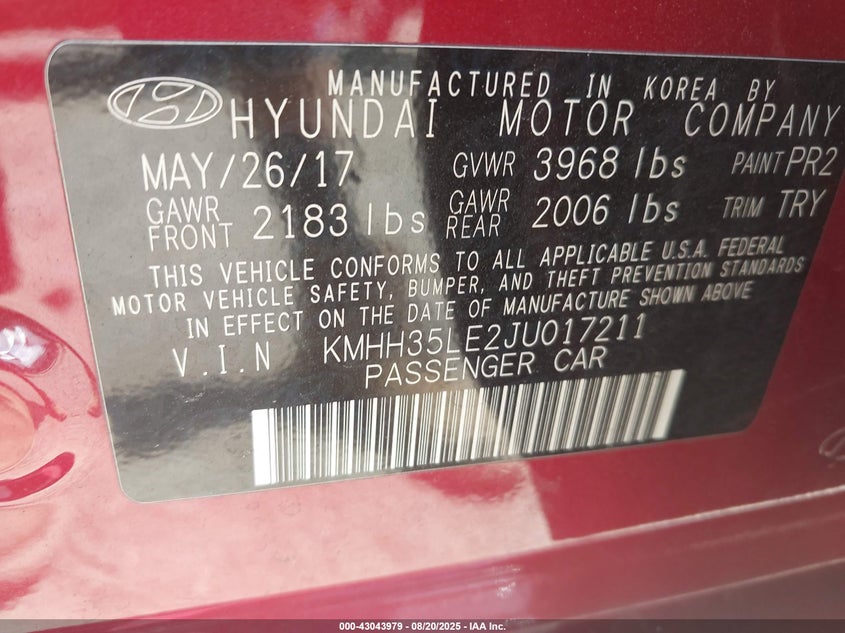 MANUFACTURED IN KOREA BY
HYUNDAI MOTOR COMPANY
MAY/26/17 GVWR 3968 lbs PAINT PR2
GAWR FRONT 2183 lbs GAWR REAR 2006 lbs TRIM TRY
THIS VEHICLE CONFORMS TO ALL APPLICABLE U.S.A. FEDERAL
MOTOR VEHICLE SAFETY, BUMPER, AND THEFT PREVENTION STANDARDS
IN EFFECT ON THE DATE OF MANUFACTURE SHOWN ABOVE
V.I.N KMHH35LE2JU017211
PASSENGER CAR
000-43043979 | 08/20/2025 - IAA Inc.